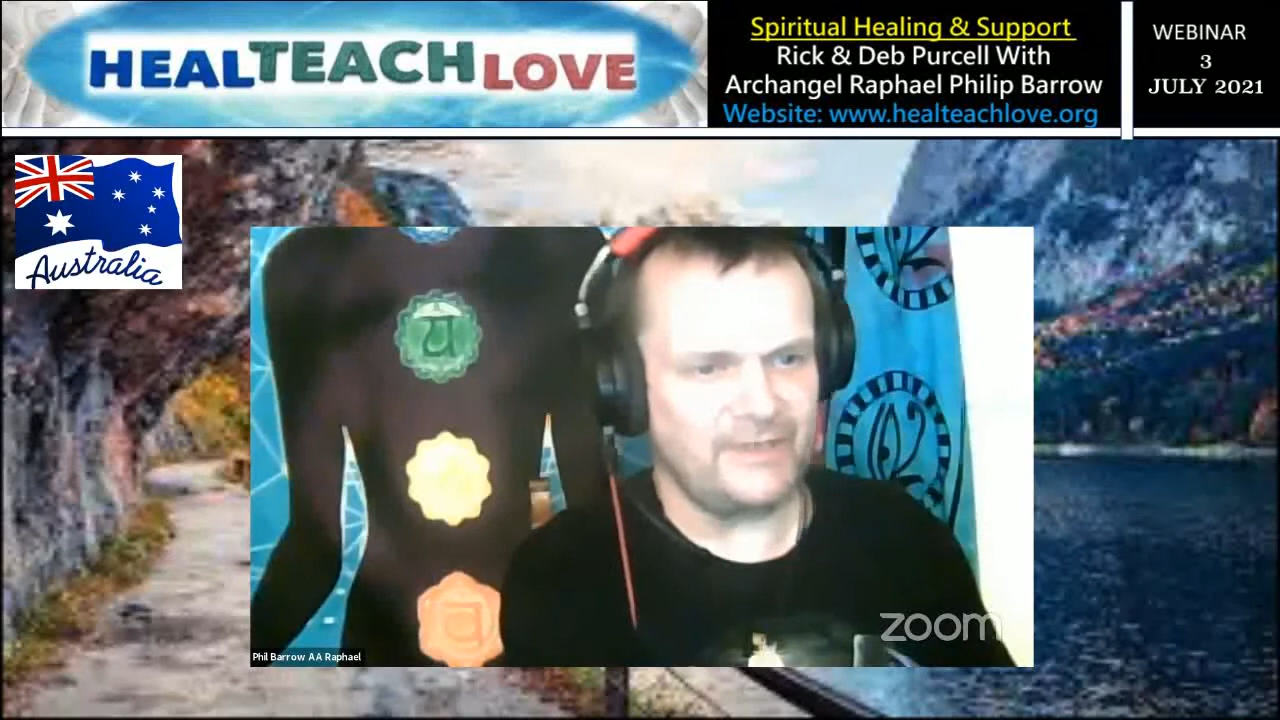 HEALTEACHLOVE
Spiritual Healing & Support
Rick & Deb Purcell With
Archangel Raphael Philip Barrow
Website: www.healteachlove.org
WEBINAR
3
JULY 2021
Australia
यं
वं
zoom
Phil Barrow AA Raphael